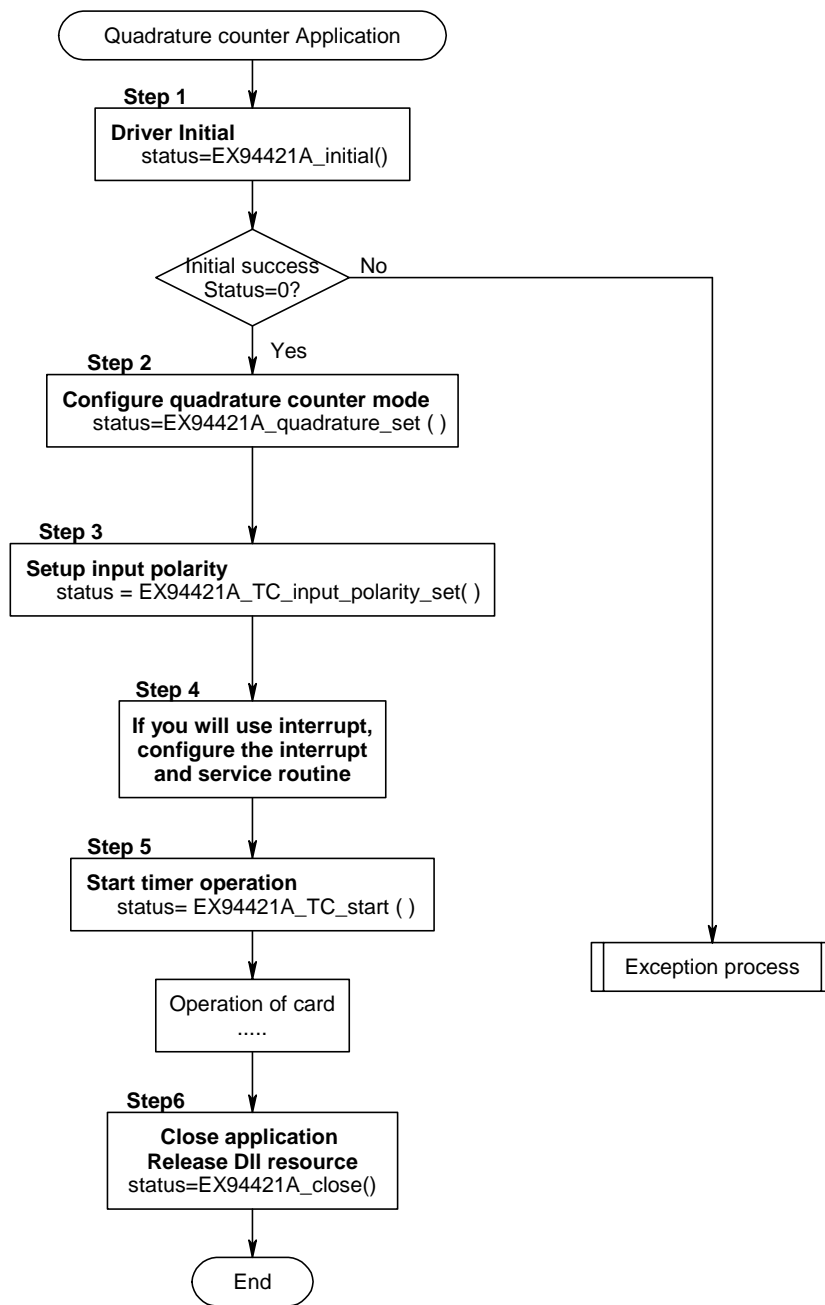 Quadrature counter Application
Step 1
Driver Initial
status=EX94421A_initial()
Initial success
Status=0?
No
Yes
Step 2
Configure quadrature counter mode
status=EX94421A_quadrature_set ( )
Step 3
Setup input polarity
status = EX94421A_TC_input_polarity_set( )
Step 4
If you will use interrupt,
configure the interrupt
and service routine
Step 5
Start timer operation
status= EX94421A_TC_start ( )
Exception process
Operation of card
.....
Step6
Close application
Release Dll resource
status=EX94421A_close()
End